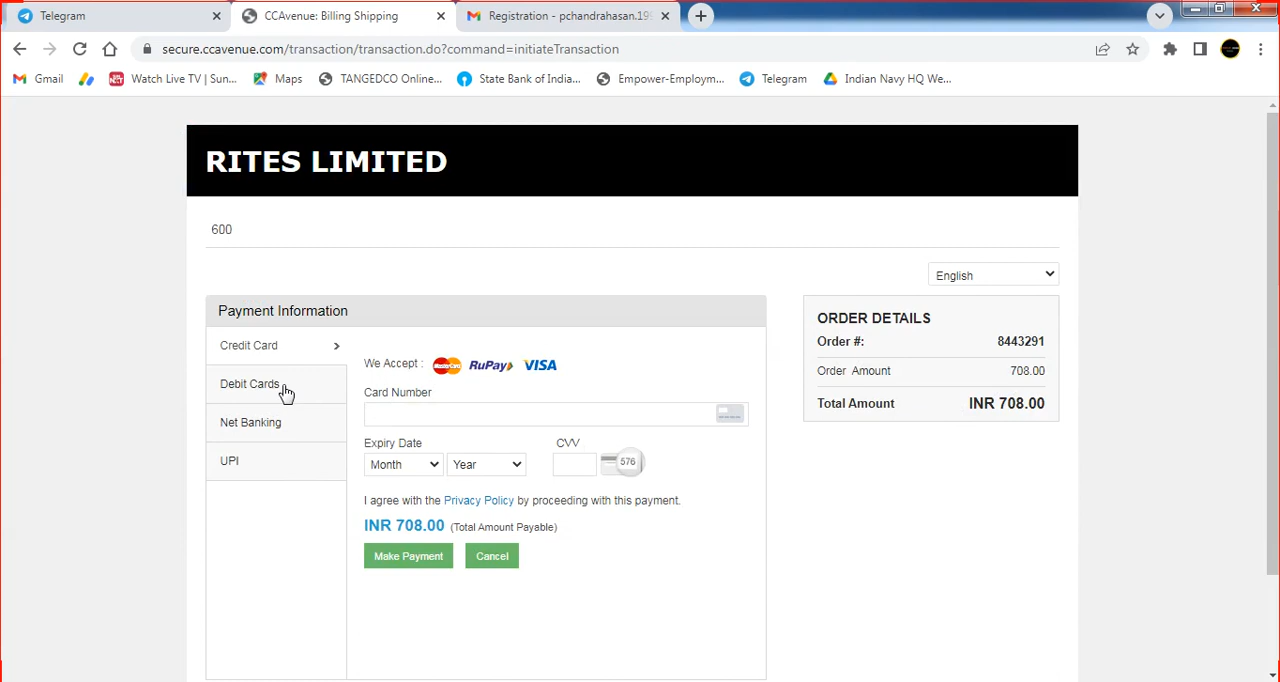 Telegram
CCAvenue: Billing Shipping
Registration - pchandrahasan.19
secure.ccavenue.com/transaction/transaction.do?command=initiateTransaction
Gmail
Watch Live TV | Sun...
Maps
TANGEDCO Online...
State Bank of India...
Empower-Employm...
Telegram
Indian Navy HQ We...
RITES LIMITED
600
English
Payment Information
Credit Card
Debit Cards
Net Banking
UPI
We Accept : MasterCard RuPay VISA
Card Number
Expiry Date
CVV
Month
Year
576
I agree with the Privacy Policy by proceeding with this payment.
INR 708.00 (Total Amount Payable)
Make Payment
Cancel
ORDER DETAILS
Order #: 8443291
Order Amount 708.00
Total Amount INR 708.00